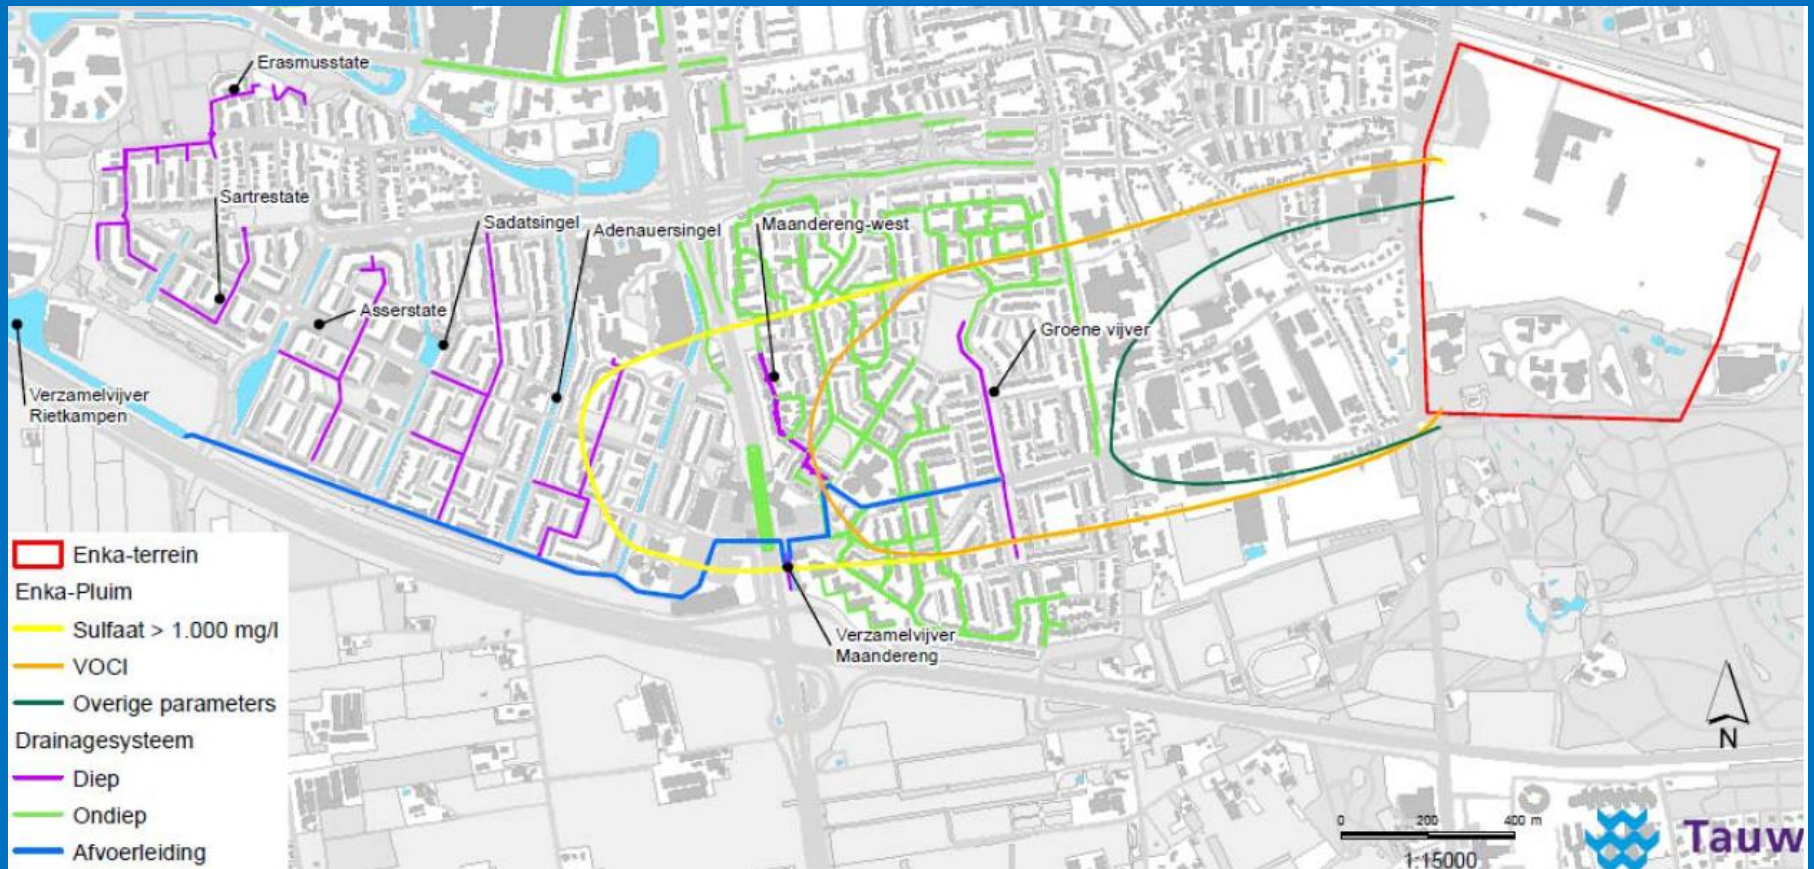 Erasmusstate
Sartrestate
Sadatsingel
Adenauersingel
Maandereng-west
Asserstate
Groene vijver
Verzamelvijver
Rietkampen
Verzamelvijver
Maandereng
Enka-terrein
Enka-Pluim
Sulfaat > 1.000 mg/l
VOCl
Overige parameters
Drainagesysteem
Diep
Ondiep
Afvoerleiding
N
0 200 400 m
1:15000
Tauw